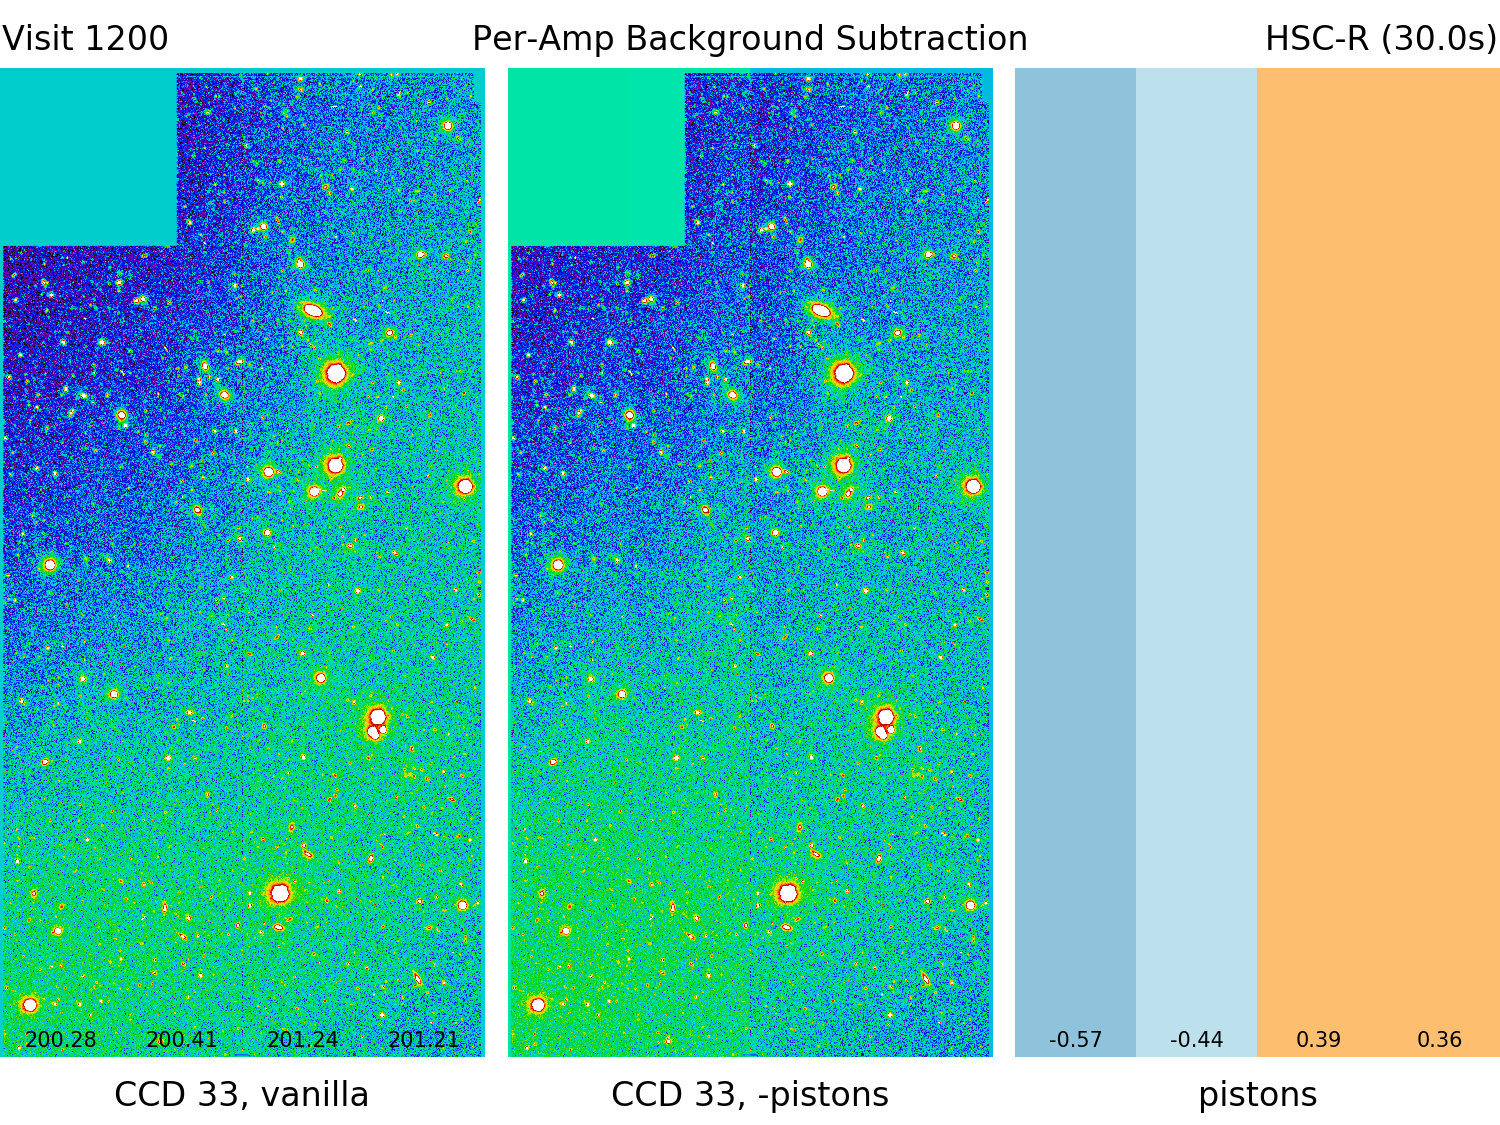 Visit 1200 Per-Amp Background Subtraction HSC-R (30.0s)
200.28 200.41 201.24 201.21 -0.57 -0.44 0.39 0.36
CCD 33, vanilla CCD 33, -pistons pistons